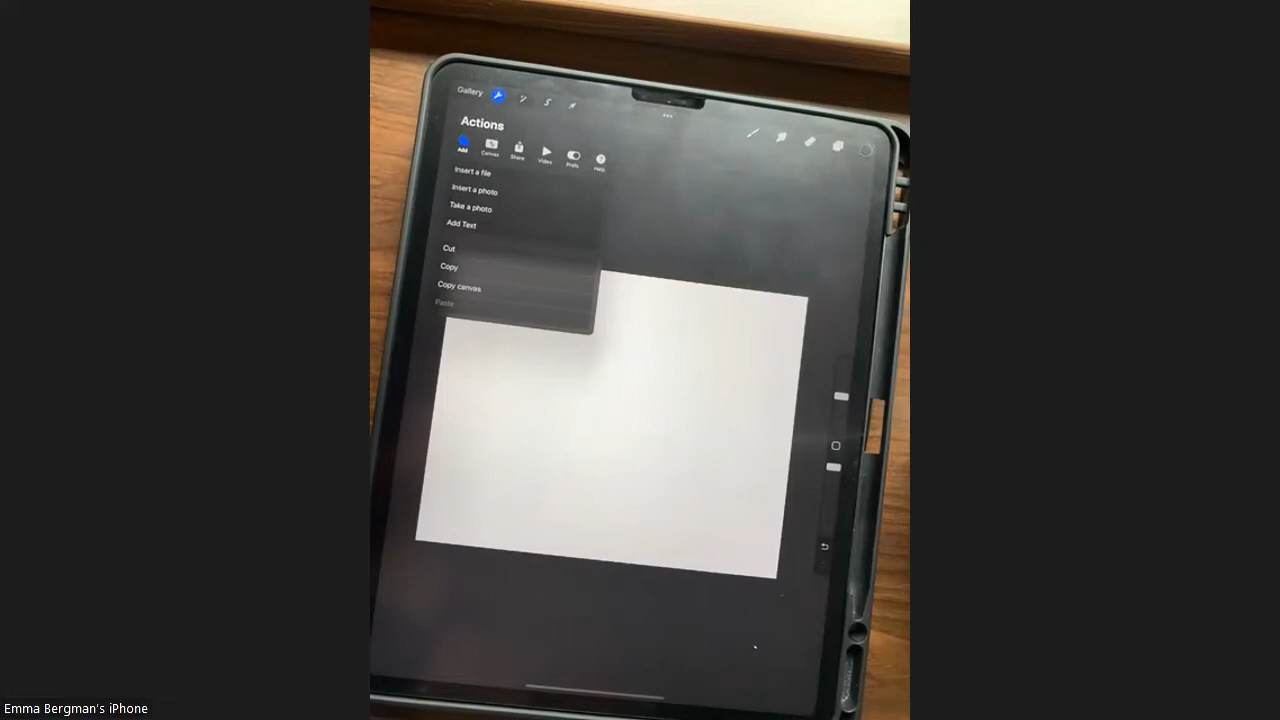 Gallery
Actions
Add
Canvas
Share
Video
Prefs
Help
Insert a file
Insert a photo
Take a photo
Add Text
Cut
Copy
Copy canvas
Paste
Emma Bergman's iPhone